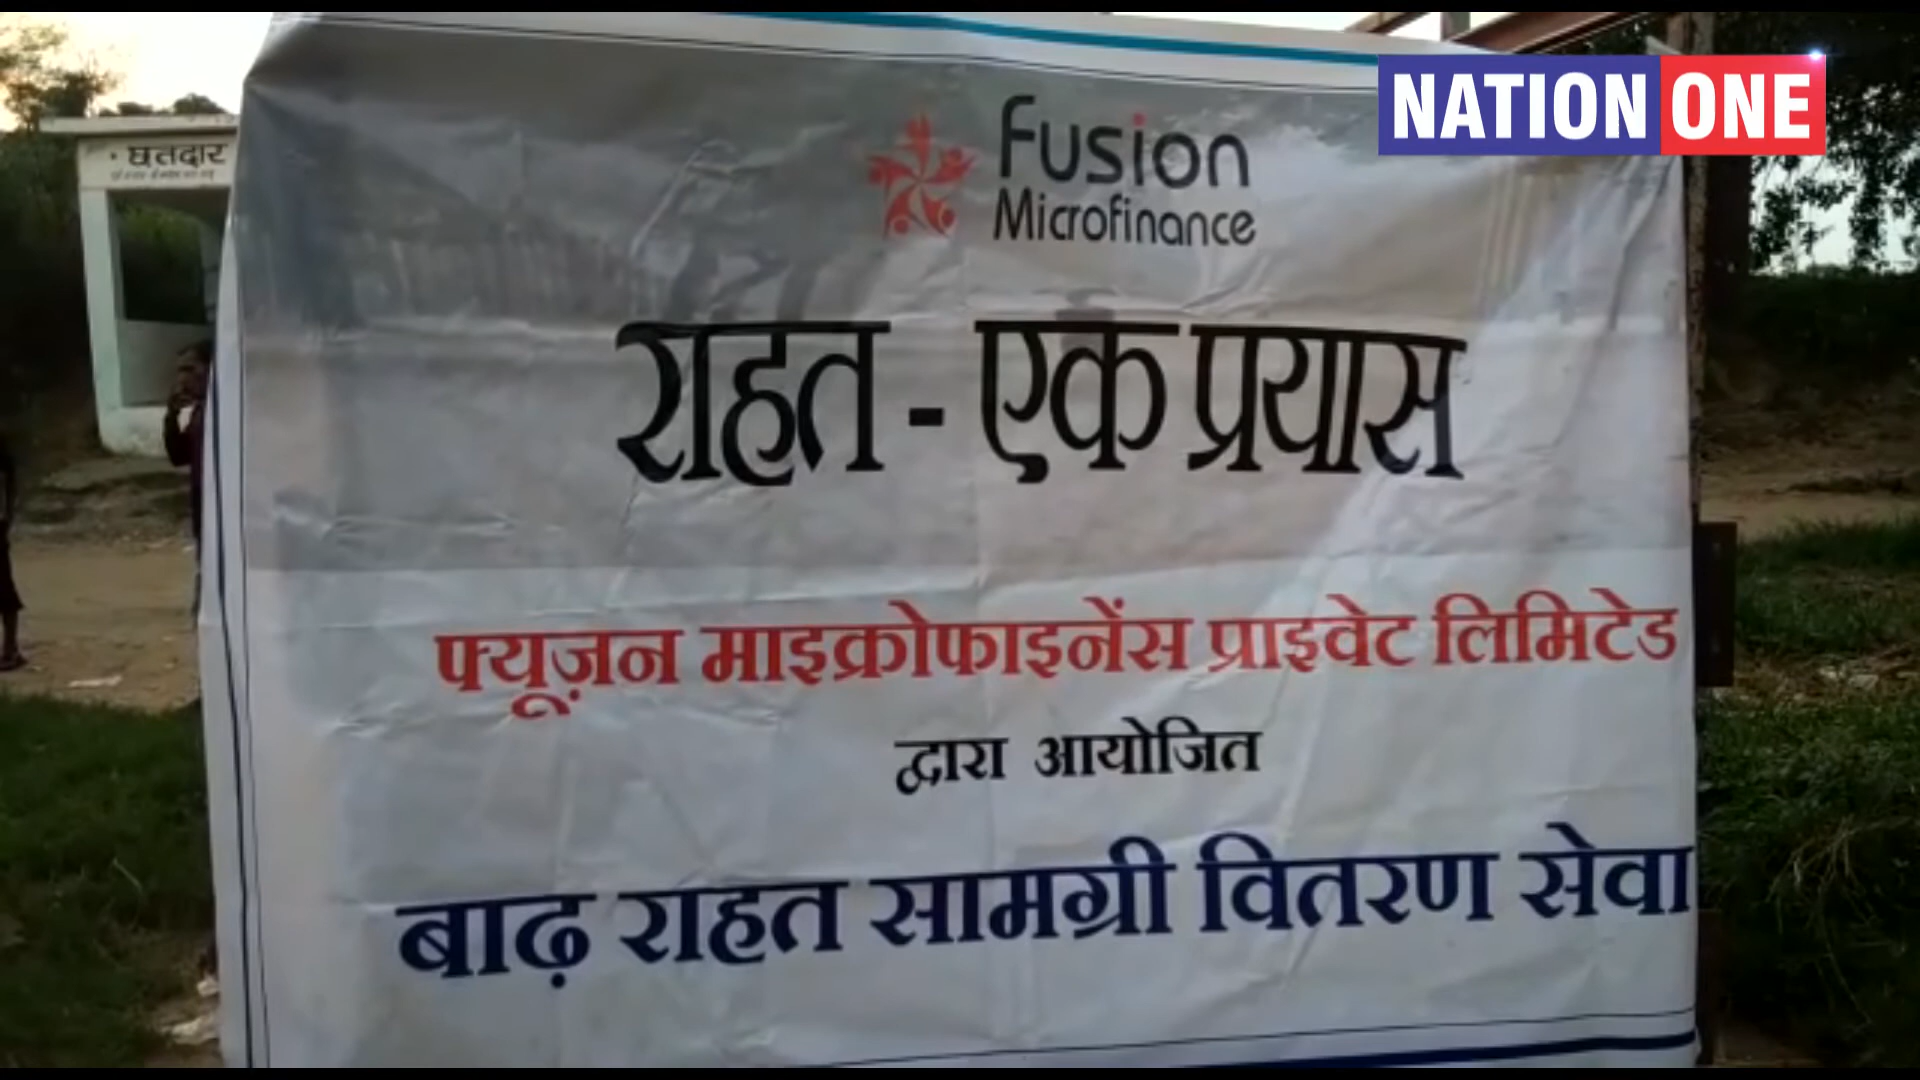 NATION ONE
Fusion
Microfinance
घतदार
राहत - एक प्रयास
फ्यूज़न माइक्रोफाइनेंस प्राइवेट लिमिटेड
द्वारा आयोजित
बाढ़ राहत सामग्री वितरण सेवा